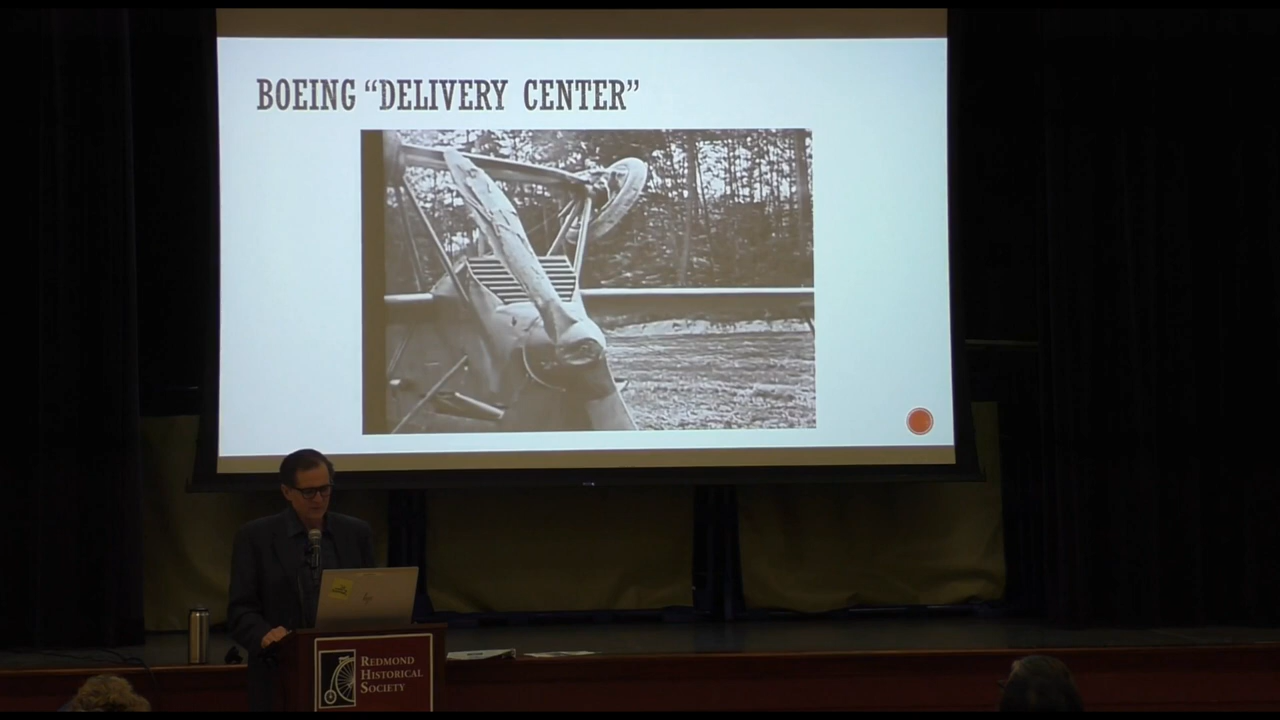 BOEING “DELIVERY CENTER”
REDMOND
HISTORICAL
SOCIETY